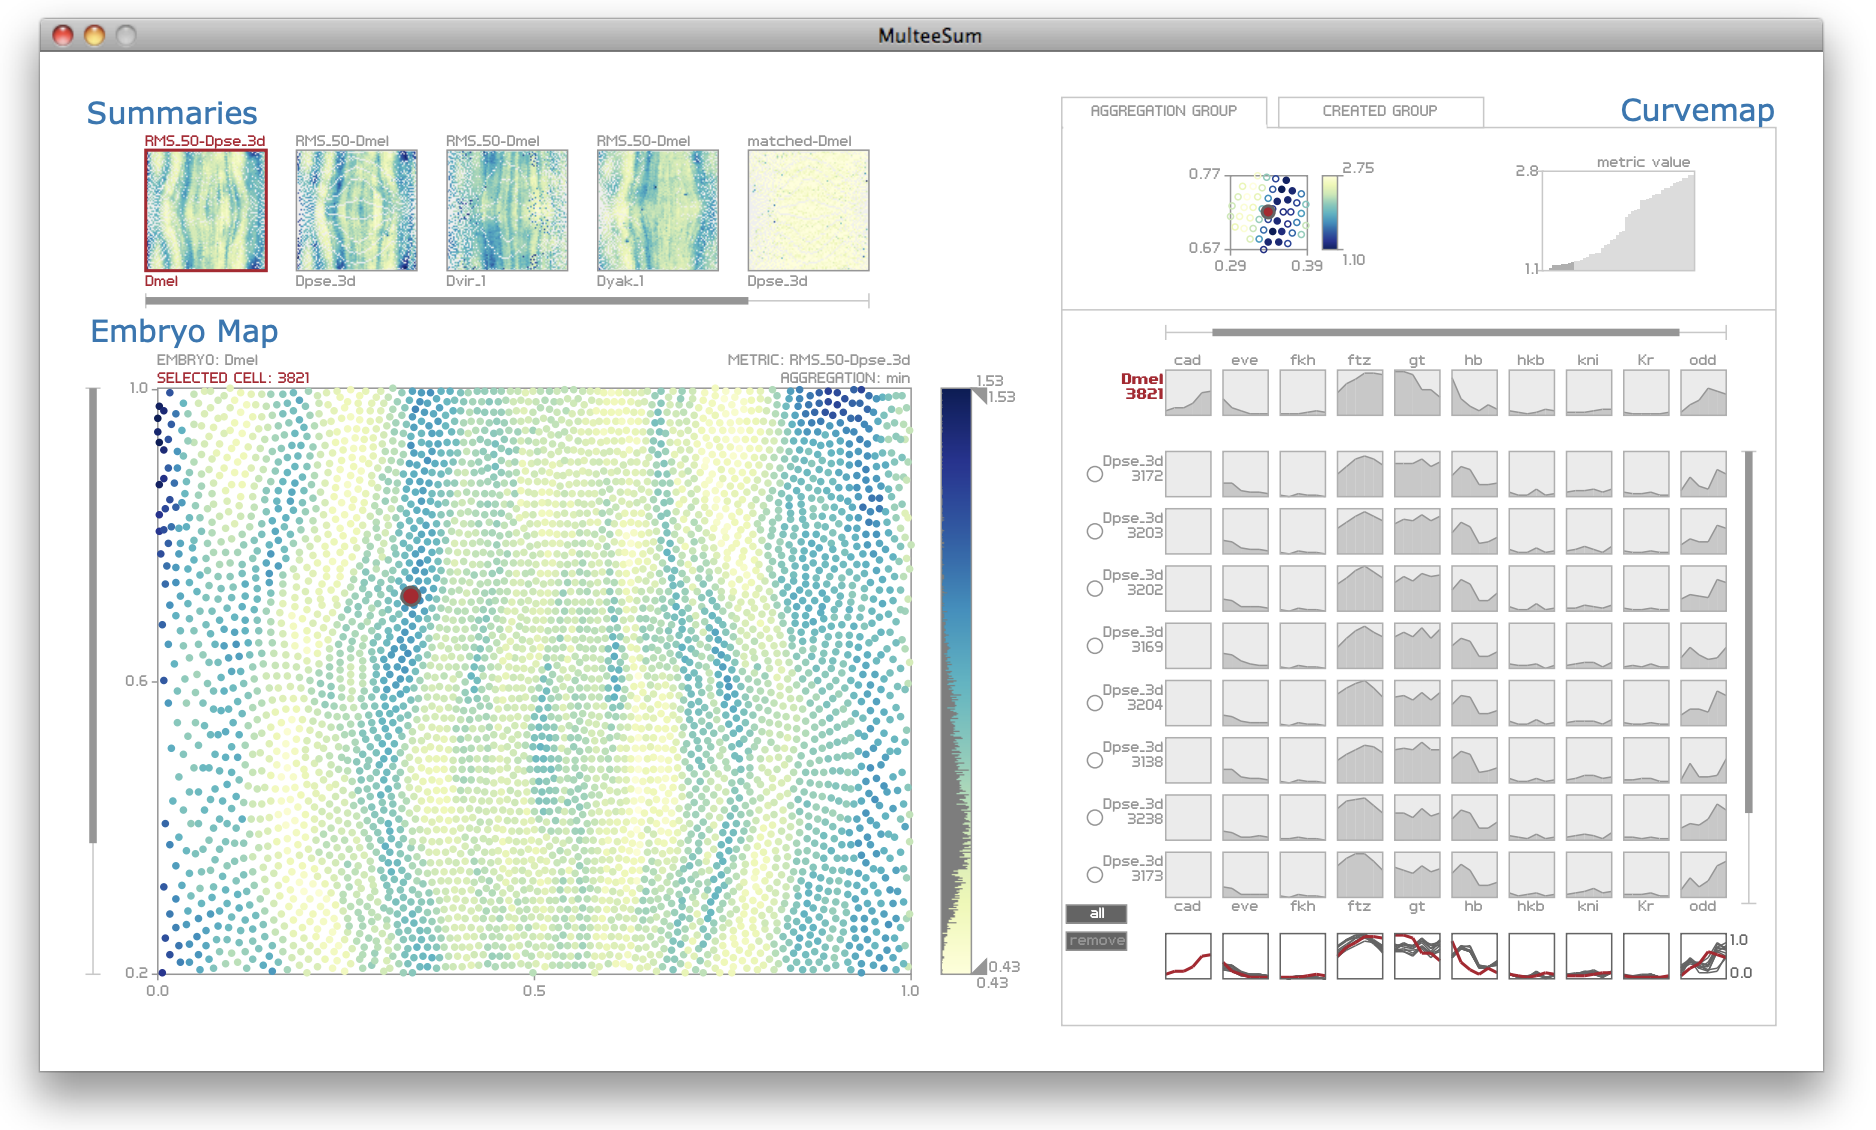 MulteeSum
Summaries
RMS_50-Dpse_3d RMS_50-Dmel RMS_50-Dmel RMS_50-Dmel matched-Dmel
Dmel Dpse_3d Dvir_1 Dyak_1 Dpse_3d
Embryo Map
EMBRYO: Dmel METRIC: RMS_50-Dpse_3d
SELECTED CELL: 3821 AGGREGATION: min
1.0
0.6
0.2
0.0 0.5 1.0
1.53
1.53
0.43
0.43
AGGREGATION GROUP CREATED GROUP Curvemap
0.77
0.67
0.29 0.39
2.75
1.10
metric value
2.8
1.1
cad eve fkh ftz gt hb hkb kni Kr odd
Dmel
3821
Dpse_3d
3172
Dpse_3d
3203
Dpse_3d
3202
Dpse_3d
3169
Dpse_3d
3204
Dpse_3d
3138
Dpse_3d
3238
Dpse_3d
3173
cad eve fkh ftz gt hb hkb kni Kr odd
all
remove
1.0
0.0